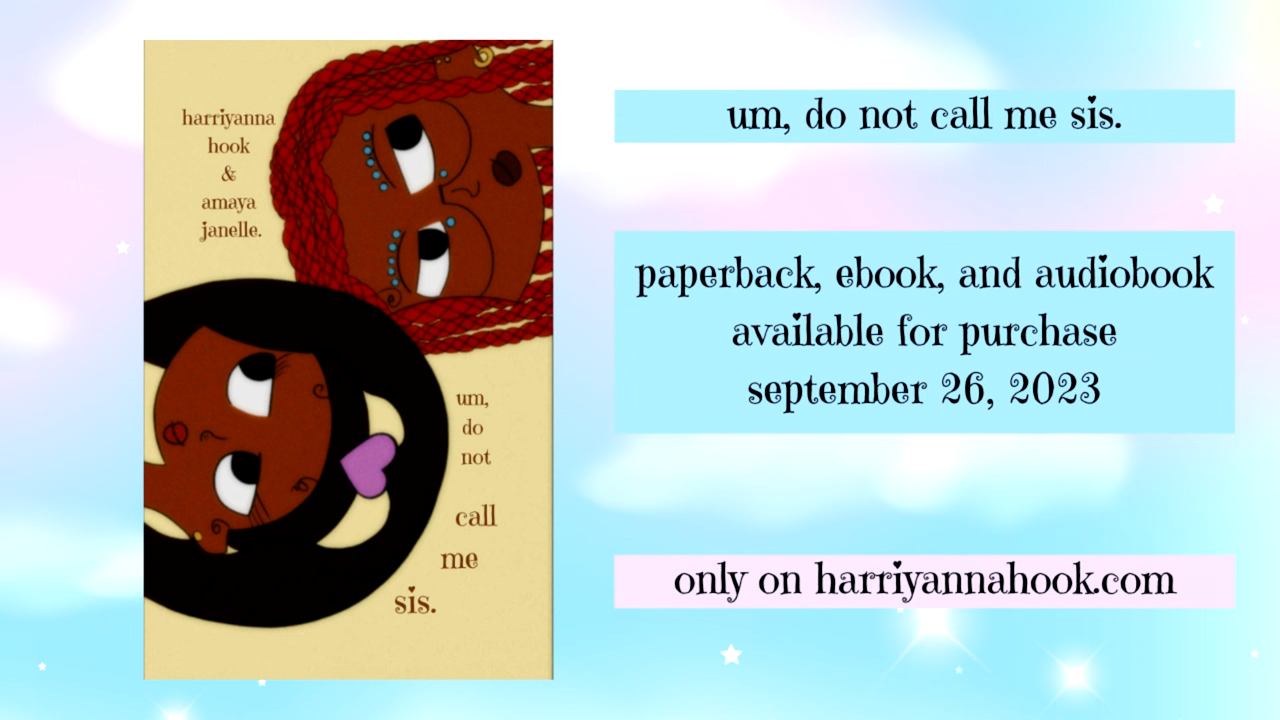 harriyanna
hook
&
amaya
janelle.
um,
do
not
call
me
sis.
um, do not call me sis.
paperback, ebook, and audiobook
available for purchase
september 26, 2023
only on harriyannahook.com